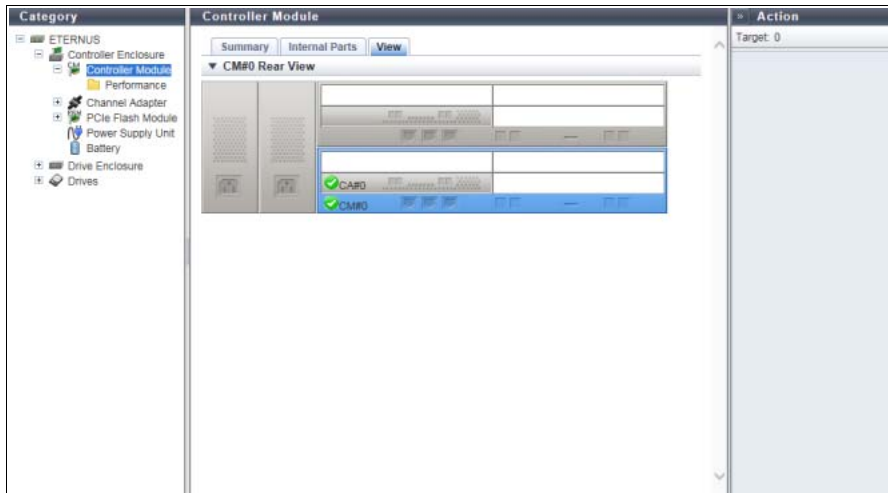 Category
ETERNUS
Controller Enclosure
Controller Module
Performance
Channel Adapter
PCIe Flash Module
Power Supply Unit
Battery
Drive Enclosure
Drives
Controller Module
Summary
Internal Parts
View
▼ CM#0 Rear View
CA#0
CM#0
» Action
Target: 0